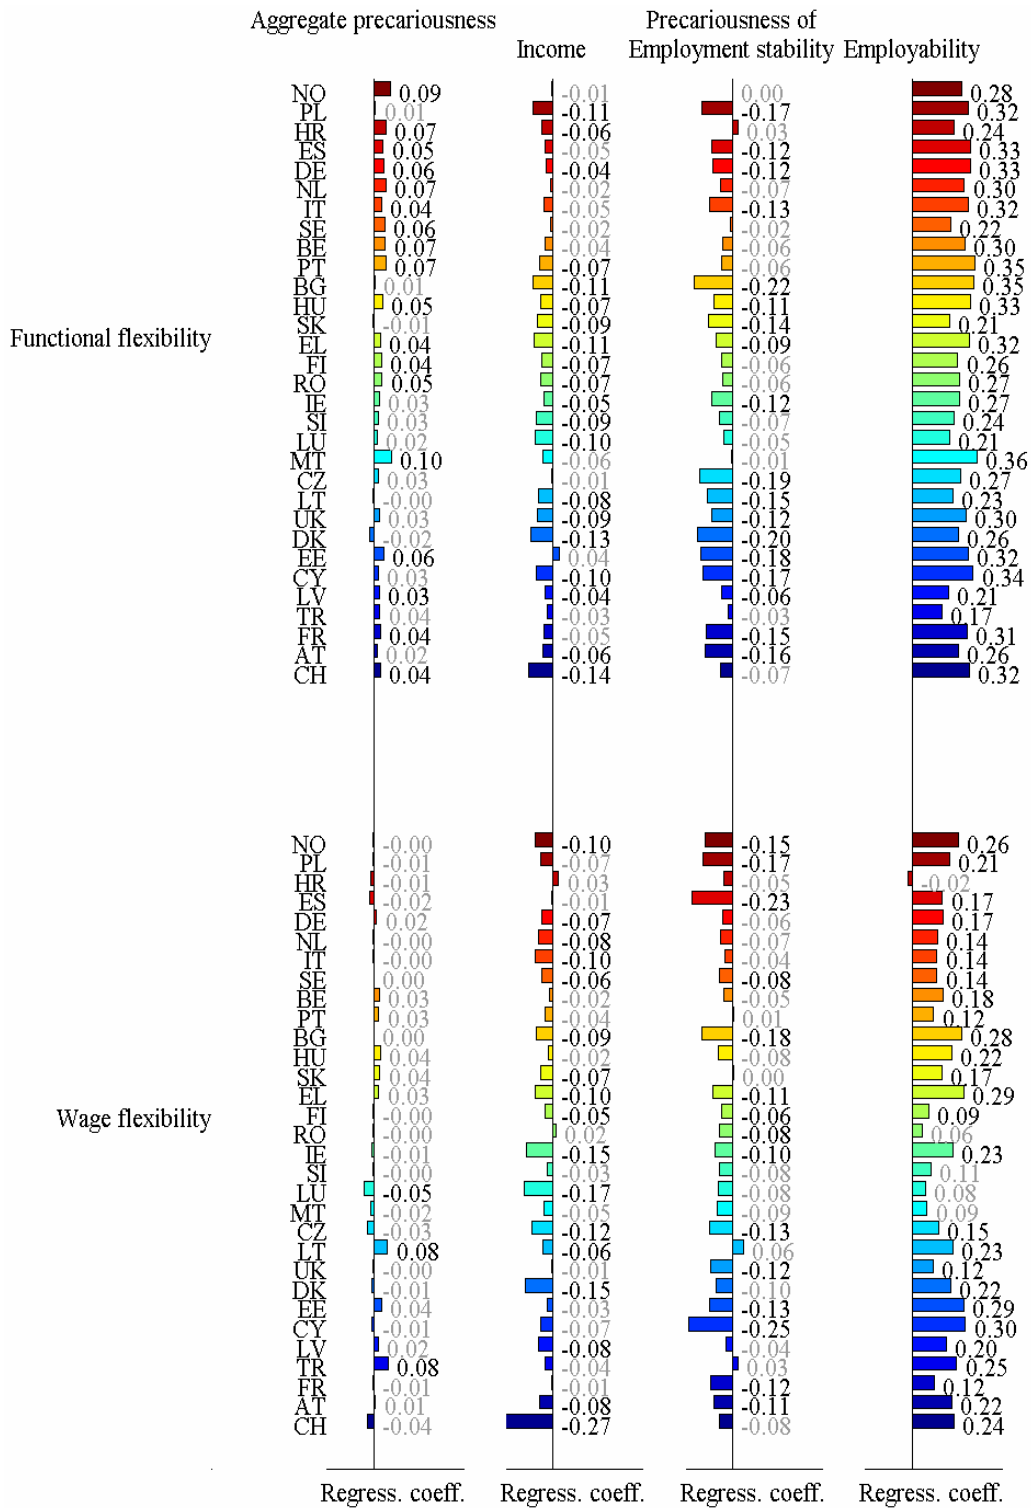 Aggregate precariousness Precariousness of
Income Employment stability Employability
NO 0.09 -0.01 0.00 0.28
PL 0.01 -0.11 -0.17 0.32
HR 0.07 -0.06 0.03 0.24
ES 0.05 -0.05 -0.12 0.33
DE 0.06 -0.04 -0.12 0.33
NL 0.07 -0.02 -0.07 0.30
IT 0.04 -0.05 -0.13 0.32
SE 0.06 -0.02 -0.02 0.22
BE 0.07 -0.04 -0.06 0.30
PT 0.07 -0.07 -0.06 0.35
BG 0.01 -0.11 -0.22 0.35
HU 0.05 -0.07 -0.11 0.33
SK -0.01 -0.09 -0.14 0.21
Functional flexibility
EL 0.04 -0.11 -0.09 0.32
FI 0.04 -0.07 -0.06 0.26
RO 0.05 -0.07 -0.06 0.27
IE 0.03 -0.05 -0.12 0.27
SI 0.03 -0.09 -0.07 0.24
LU 0.02 -0.10 -0.05 0.21
MT 0.10 -0.06 -0.01 0.36
CZ 0.03 -0.01 -0.19 0.27
LT -0.00 -0.08 -0.15 0.23
UK 0.03 -0.09 -0.12 0.30
DK -0.02 -0.13 -0.20 0.26
EE 0.06 0.04 -0.18 0.32
CY 0.03 -0.10 -0.17 0.34
LV 0.03 -0.04 -0.06 0.21
TR 0.04 -0.03 -0.03 0.17
FR 0.04 -0.05 -0.15 0.31
AT 0.02 -0.06 -0.16 0.26
CH 0.04 -0.14 -0.07 0.32
NO -0.00 -0.10 -0.15 0.26
PL -0.01 -0.07 -0.17 0.21
HR -0.01 0.03 -0.05 -0.02
ES -0.02 -0.01 -0.23 0.17
DE 0.02 -0.07 -0.06 0.17
NL -0.00 -0.08 -0.07 0.14
IT -0.00 -0.10 -0.04 0.14
SE 0.00 -0.06 -0.08 0.14
BE 0.03 -0.02 -0.05 0.18
PT 0.03 -0.04 0.01 0.12
BG 0.00 -0.09 -0.18 0.28
HU 0.04 -0.02 -0.08 0.22
SK 0.04 -0.07 0.00 0.17
EL 0.03 -0.10 -0.11 0.29
Wage flexibility
FI -0.00 -0.05 -0.06 0.09
RO -0.00 0.02 -0.08 0.06
IE -0.01 -0.15 -0.10 0.23
SI -0.00 -0.03 -0.08 0.11
LU -0.05 -0.17 -0.08 0.08
MT -0.02 -0.05 -0.09 0.09
CZ -0.03 -0.12 -0.13 0.15
LT 0.08 -0.06 0.06 0.23
UK -0.00 -0.01 -0.12 0.12
DK -0.01 -0.15 -0.10 0.22
EE 0.04 -0.03 -0.13 0.29
CY -0.01 -0.07 -0.25 0.30
LV 0.02 -0.08 -0.04 0.20
TR 0.08 -0.04 0.03 0.25
FR -0.01 -0.01 -0.12 0.12
AT 0.01 -0.08 -0.11 0.22
CH -0.04 -0.27 -0.08 0.24
Regress. coeff. Regress. coeff. Regress. coeff. Regress. coeff.